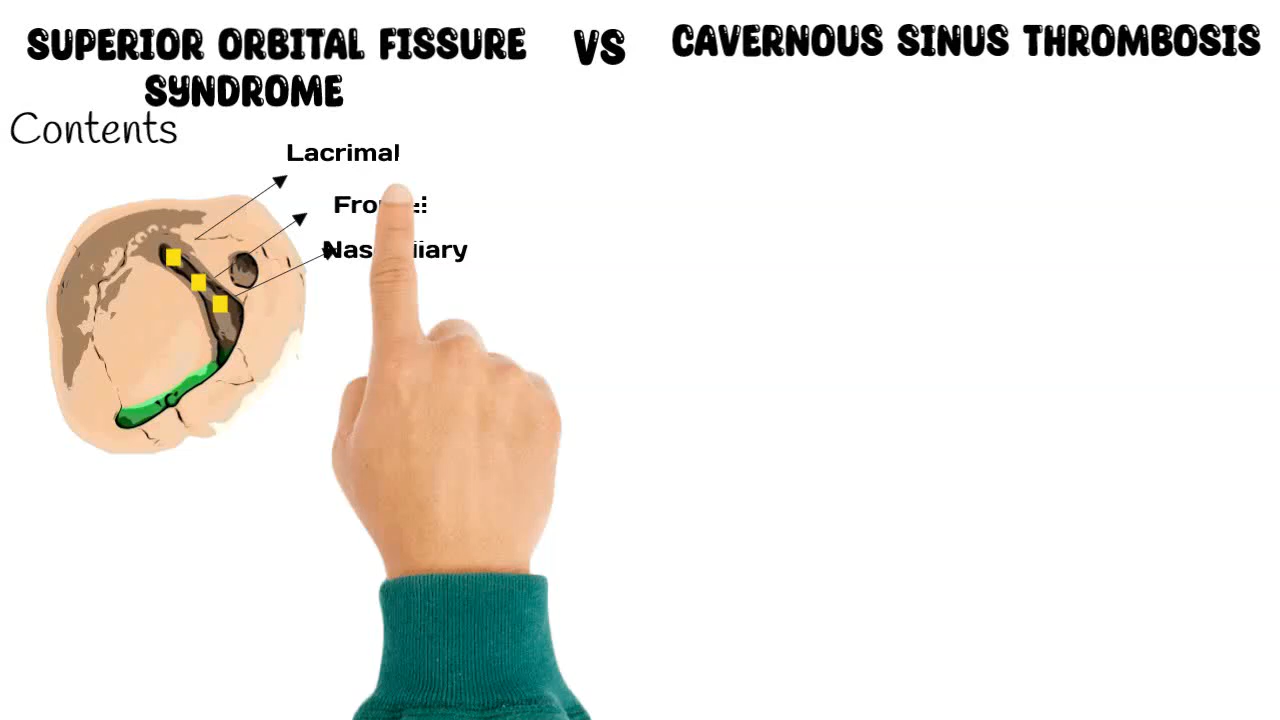 SUPERIOR ORBITAL FISSURE
SYNDROME
VS
CAVERNOUS SINUS THROMBOSIS
Contents
Lacrimal